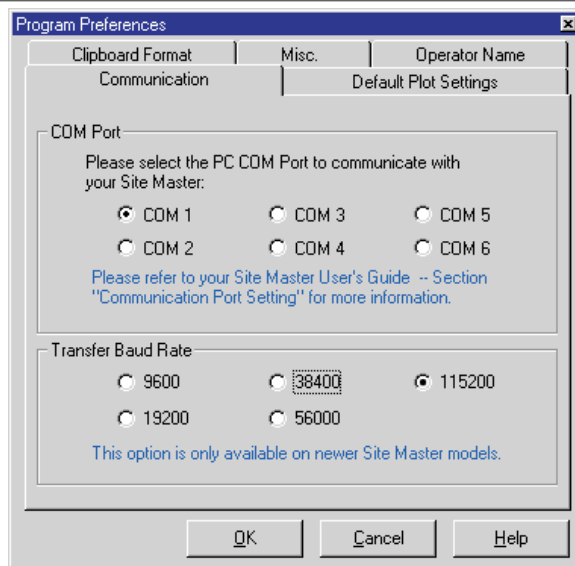 Program Preferences
Clipboard Format Misc. Operator Name
Communication Default Plot Settings
COM Port
Please select the PC COM Port to communicate with
your Site Master:
COM 1 COM 3 COM 5
COM 2 COM 4 COM 6
Please refer to your Site Master User's Guide -- Section
"Communication Port Setting" for more information.
Transfer Baud Rate
9600 38400 115200
19200 56000
This option is only available on newer Site Master models.
OK Cancel Help